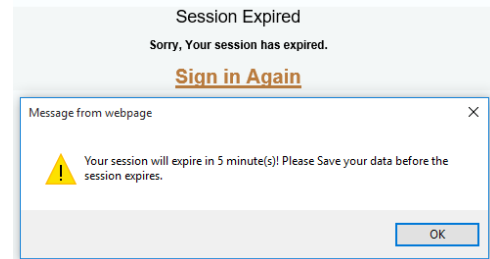 Session Expired
Sorry, Your session has expired.
Sign in Again
Message from webpage
Your session will expire in 5 minute(s)! Please Save your data before the
session expires.
OK